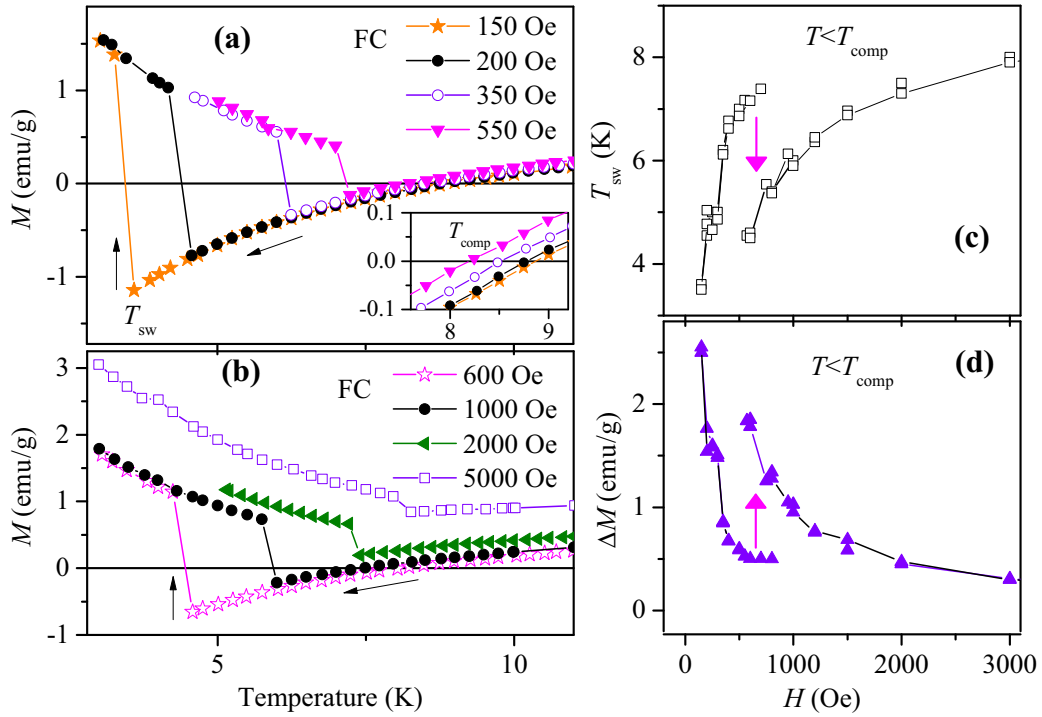 (a)
FC
150 Oe
200 Oe
350 Oe
550 Oe
M (emu/g)
1
0
-1
T_sw
T_comp
0.1
0.0
-0.1
8
9
(b)
FC
600 Oe
1000 Oe
2000 Oe
5000 Oe
M (emu/g)
3
2
1
0
-1
5
10
Temperature (K)
T<T_comp
(c)
T_sw (K)
8
6
4
T<T_comp
(d)
ΔM (emu/g)
2
1
0
0
1000
2000
3000
H (Oe)